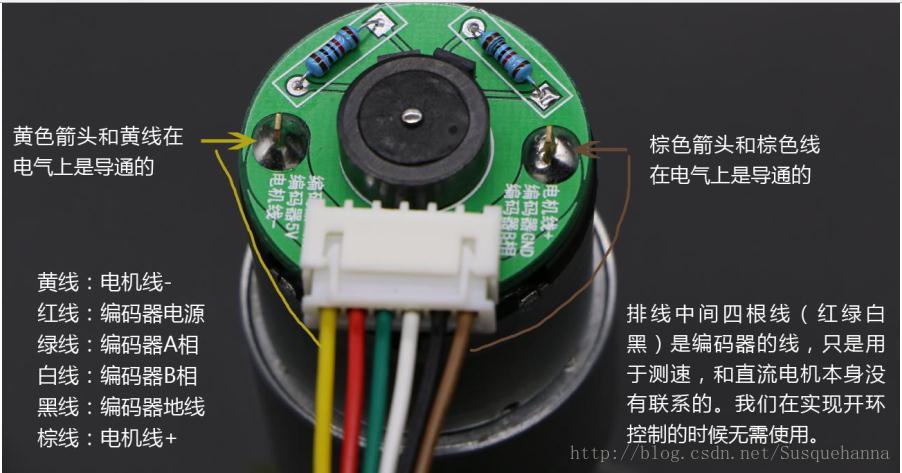 黄色箭头和黄线在
电气上是导通的
棕色箭头和棕色线
在电气上是导通的
编码器5V
电机线-
电机线+
编码器GND
编码器B相
黄线：电机线-
红线：编码器电源
绿线：编码器A相
白线：编码器B相
黑线：编码器地线
棕线：电机线+
排线中间四根线（红绿白
黑）是编码器的线，只是用
于测速，和直流电机本身没
有联系的。我们在实现开环
控制的时候无需使用。
http://blog.csdn.net/Susquehanna